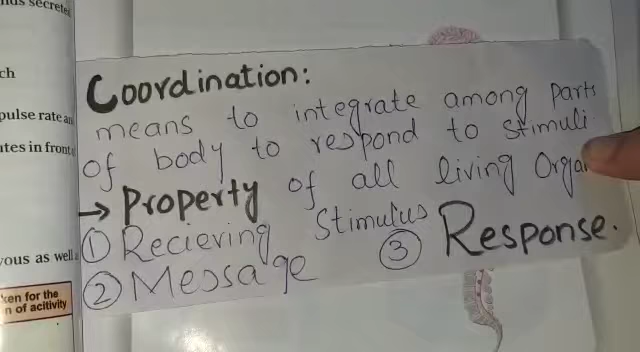 ch
pulse rate
ates in front
ous as well
ken for the
n of acitivity
Coordination:
means to integrate among parts
of body to respond to stimuli
→ Property of all living Orga
① Recieving Stimulus
② Message
③ Response.